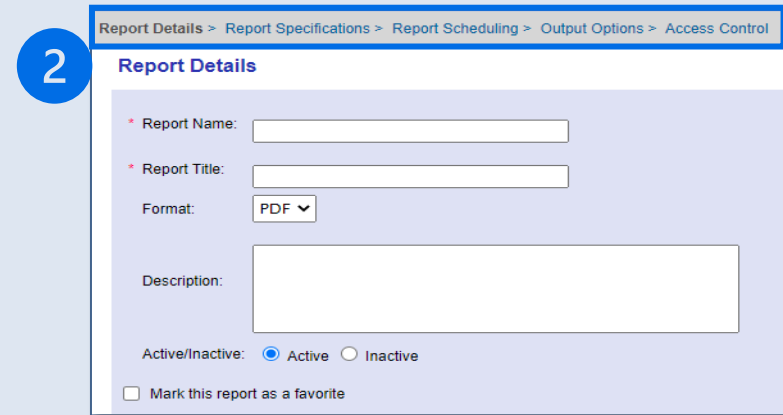 Report Details > Report Specifications > Report Scheduling > Output Options > Access Control
2
Report Details
* Report Name:
* Report Title:
Format: PDF
Description:
Active/Inactive: Active Inactive
Mark this report as a favorite